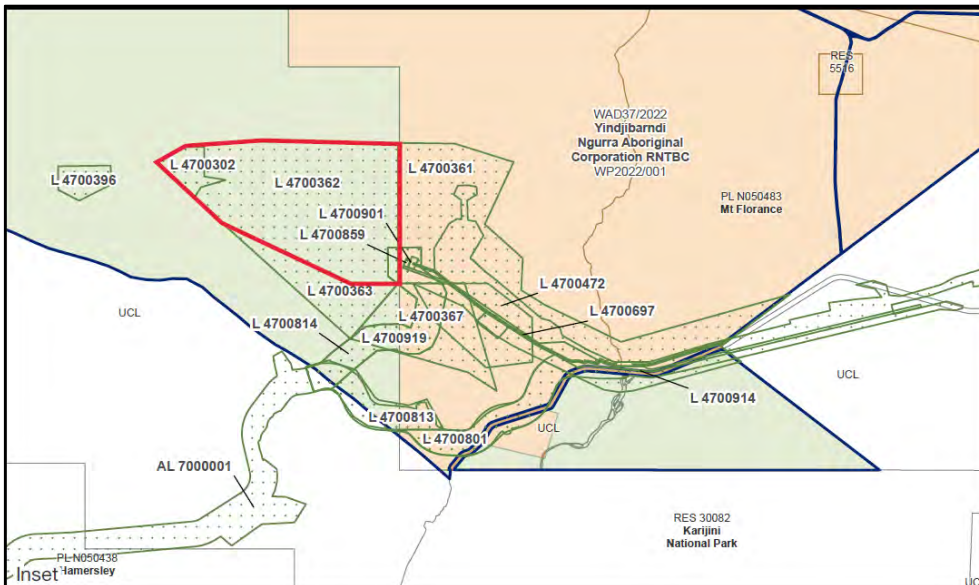 RES
5516
WAD37/2022
Yindjibarndi
Ngurra Aboriginal
Corporation RNTBC
WP2022/001
L 4700302
L 4700361
L 4700396
L 4700362
PL N050483
Mt Florance
L 4700901
L 4700859
L 4700472
L 4700363
UCL
L 4700367
L 4700697
L 4700814
L 4700919
UCL
L 4700914
L 4700813
UCL
L 4700801
AL 7000001
RES 30082
Karijini
National Park
PL N050438
Hamersley
Inset